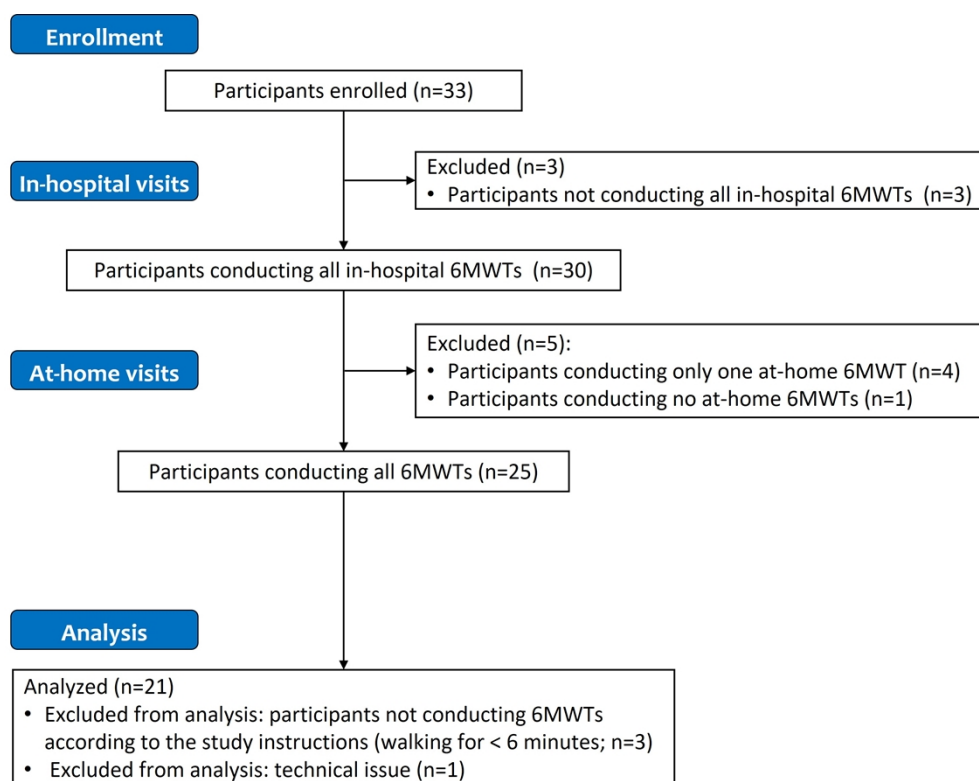 Enrollment
Participants enrolled (n=33)
In-hospital visits
Excluded (n=3)
• Participants not conducting all in-hospital 6MWTs (n=3)
Participants conducting all in-hospital 6MWTs (n=30)
At-home visits
Excluded (n=5):
• Participants conducting only one at-home 6MWT (n=4)
• Participants conducting no at-home 6MWTs (n=1)
Participants conducting all 6MWTs (n=25)
Analysis
Analyzed (n=21)
• Excluded from analysis: participants not conducting 6MWTs
according to the study instructions (walking for < 6 minutes; n=3)
• Excluded from analysis: technical issue (n=1)